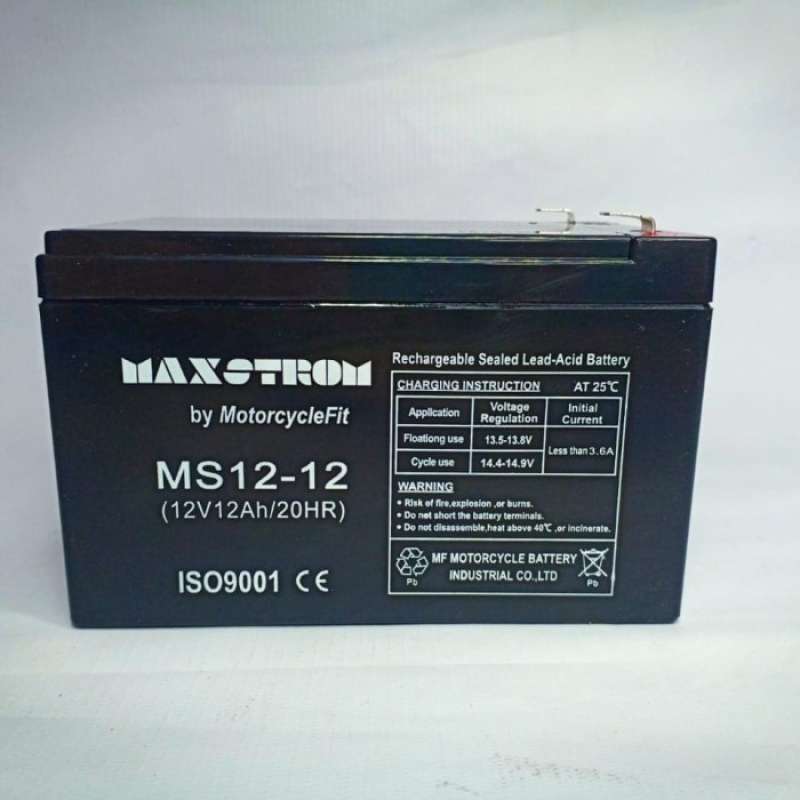 MAXSTROM
by MotorcycleFit
MS12-12
(12V12Ah/20HR)
ISO9001 CE
Rechargeable Sealed Lead-Acid Battery
CHARGING INSTRUCTION AT 25℃
Application Voltage Regulation Initial Current
Floationg use 13.5-13.8V Less than 3.6A
Cycle use 14.4-14.9V
WARNING
• Risk of fire,explosion ,or burns.
• Do not short the battery terminals.
• Do not disassemble,heat above 40℃ ,or incinerate.
Pb MF MOTORCYCLE BATTERY Pb
INDUSTRIAL CO.,LTD